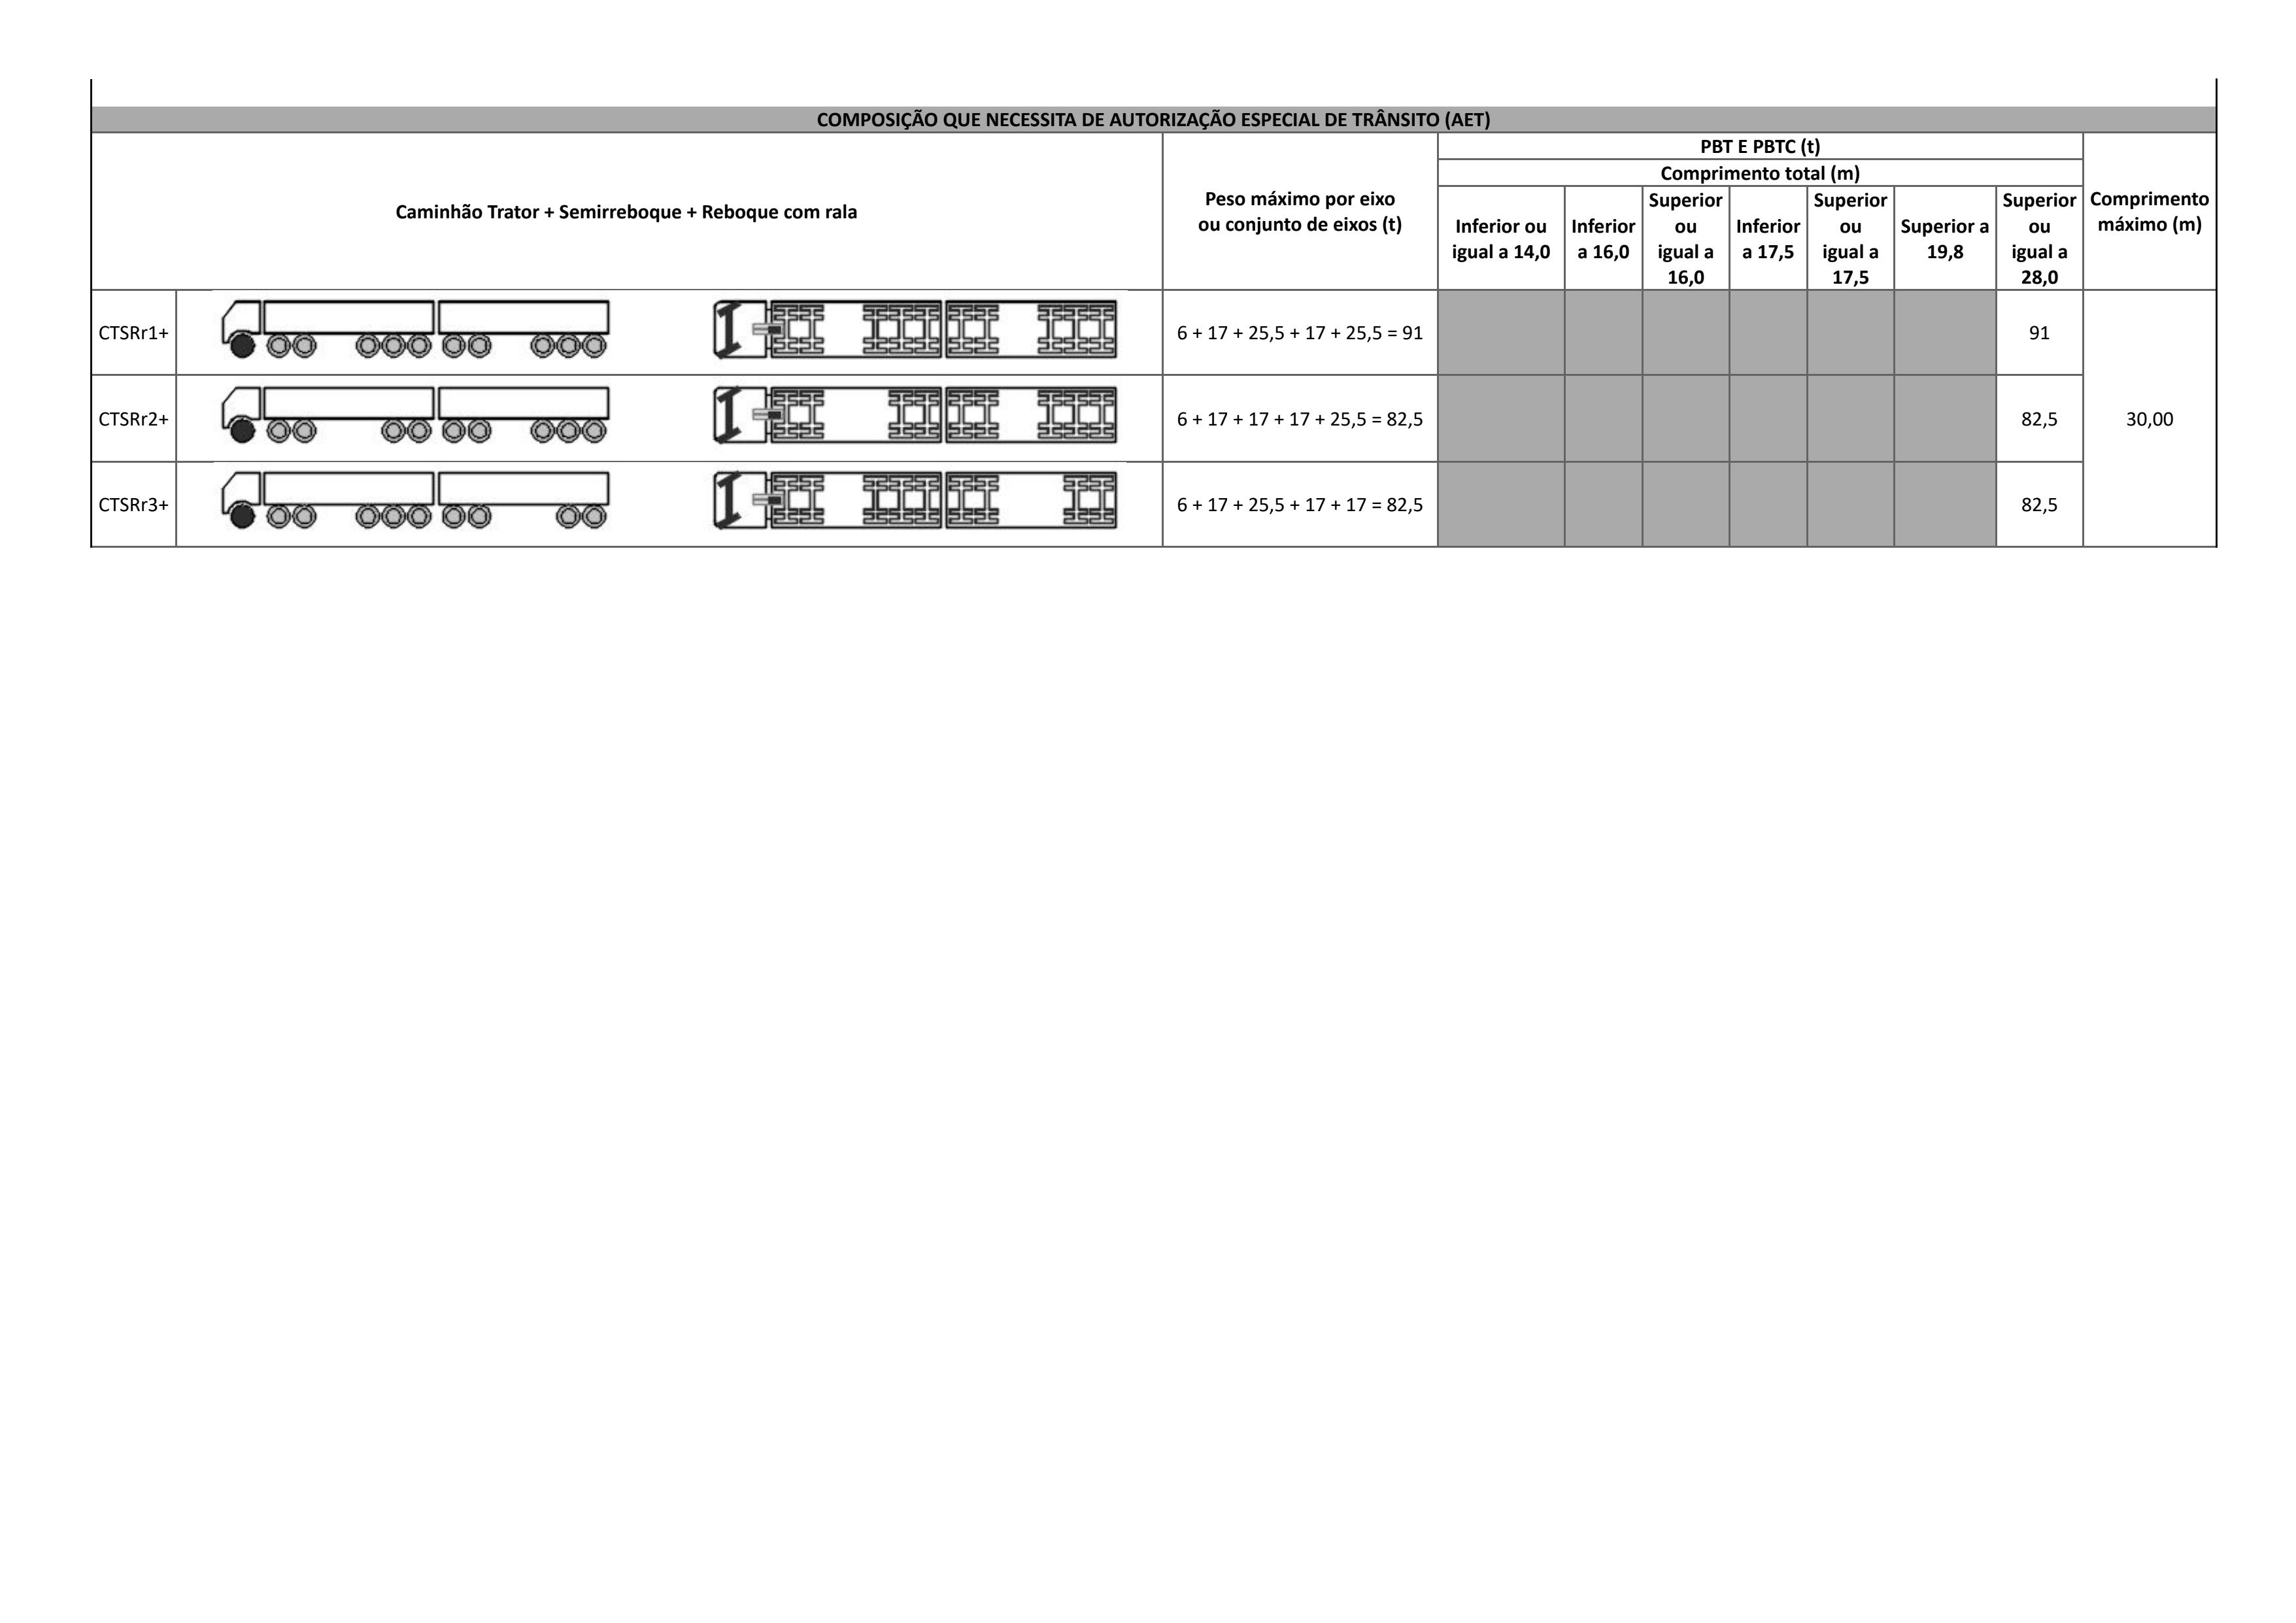 COMPOSIÇÃO QUE NECESSITA DE AUTORIZAÇÃO ESPECIAL DE TRÂNSITO (AET)
Caminhão Trator + Semirreboque + Reboque com rala
Peso máximo por eixo
ou conjunto de eixos (t)
PBT E PBTC (t)
Comprimento total (m)
Inferior ou
igual a 14,0
Inferior
a 16,0
Superior
ou
igual a
16,0
Inferior
a 17,5
Superior
ou
igual a
17,5
Superior a
19,8
Superior
ou
igual a
28,0
Comprimento
máximo (m)
CTSRr1+
6 + 17 + 25,5 + 17 + 25,5 = 91
91
CTSRr2+
6 + 17 + 17 + 17 + 25,5 = 82,5
82,5
30,00
CTSRr3+
6 + 17 + 25,5 + 17 + 17 = 82,5
82,5